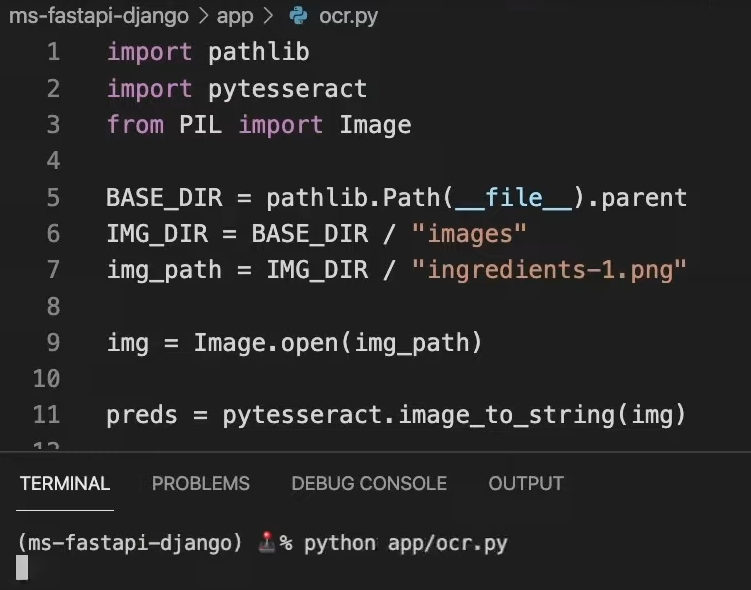 ms-fastapi-django > app > ocr.py
1 import pathlib
2 import pytesseract
3 from PIL import Image
4
5 BASE_DIR = pathlib.Path(__file__).parent
6 IMG_DIR = BASE_DIR / "images"
7 img_path = IMG_DIR / "ingredients-1.png"
8
9 img = Image.open(img_path)
10
11 preds = pytesseract.image_to_string(img)
12
TERMINAL PROBLEMS DEBUG CONSOLE OUTPUT
(ms-fastapi-django) 🕹️% python app/ocr.py